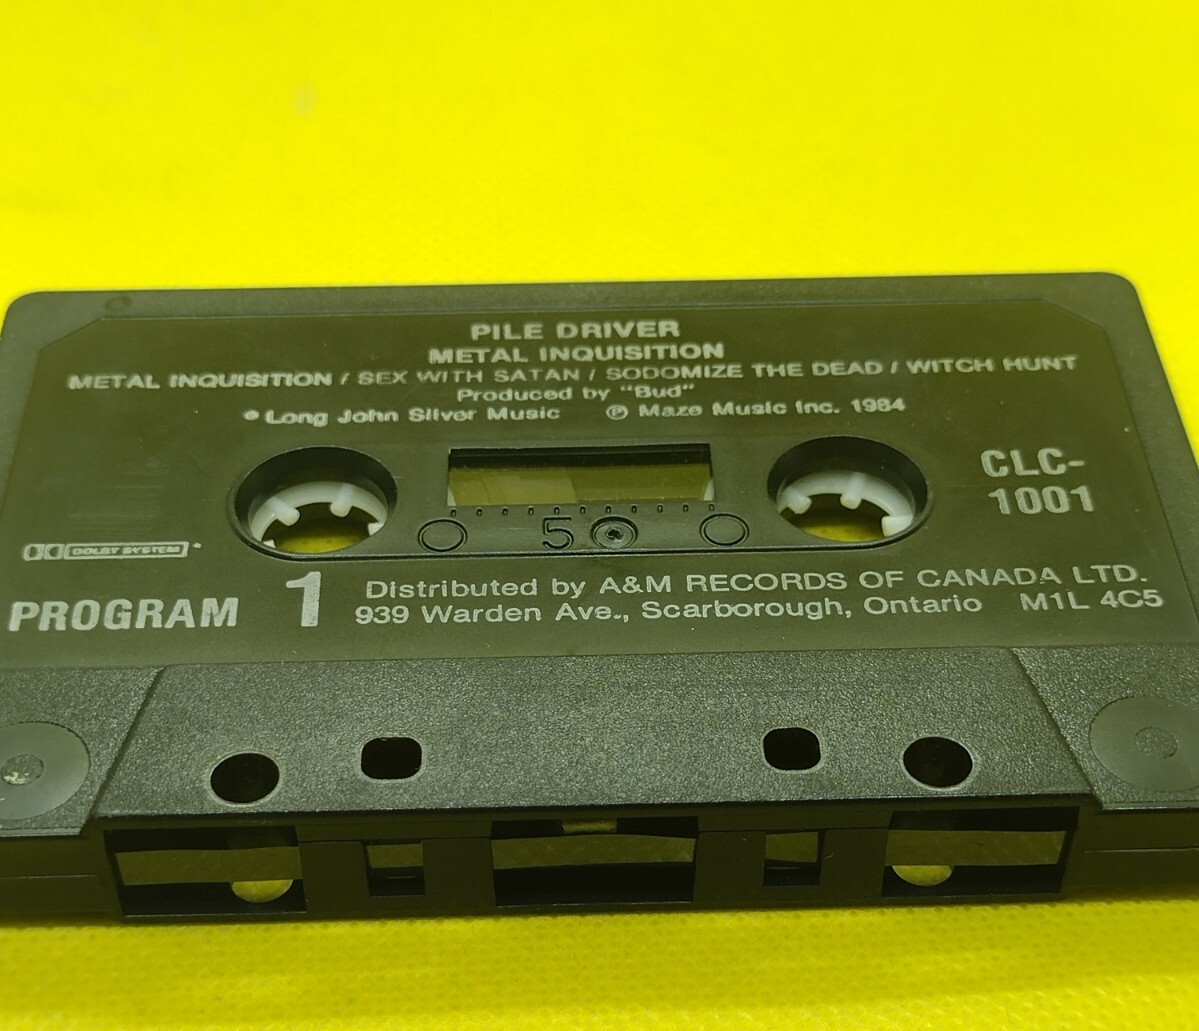 PILE DRIVER
METAL INQUISITION
METAL INQUISITION / SEX WITH SATAN / SODOMIZE THE DEAD / WITCH HUNT
Produced by "Bud"
• Long John Silver Music ℗ Maze Music Inc. 1984
CLC-
1001
5
DOLBY SYSTEM
PROGRAM 1
Distributed by A&M RECORDS OF CANADA LTD.
939 Warden Ave., Scarborough, Ontario M1L 4C5